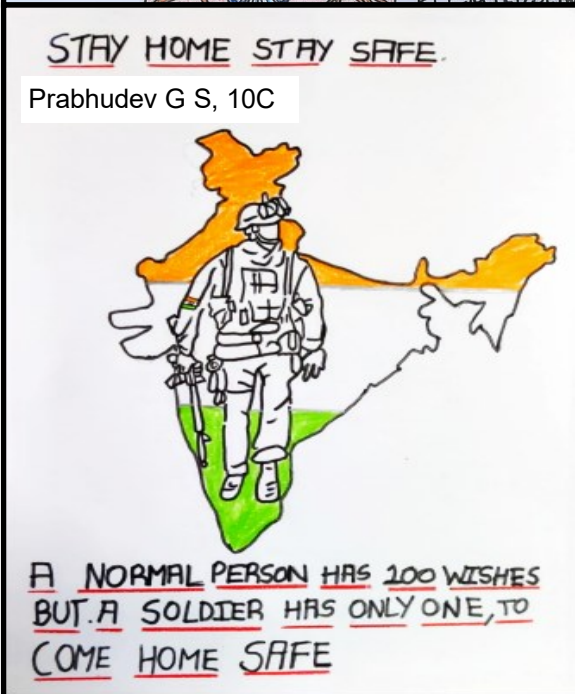 STAY HOME STAY SAFE.
Prabhudev G S, 10C
A NORMAL PERSON HAS 200 WISHES
BUT.A SOLDIER HAS ONLY ONE, TO
COME HOME SAFE